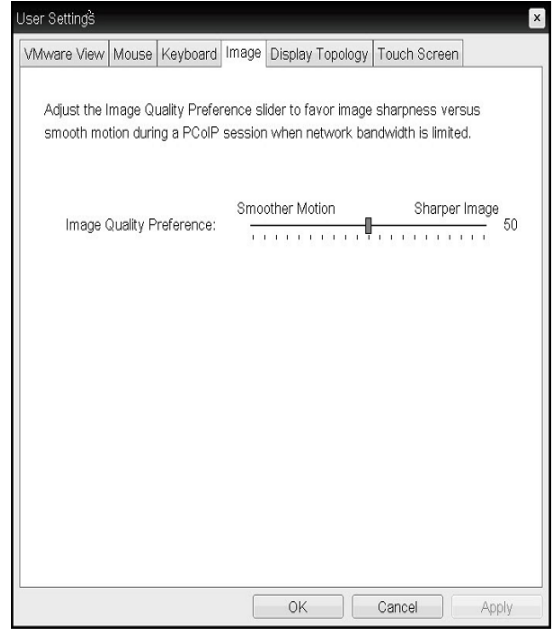 User Settings
VMware View Mouse Keyboard Image Display Topology Touch Screen
Adjust the Image Quality Preference slider to favor image sharpness versus
smooth motion during a PCoIP session when network bandwidth is limited.
Smoother Motion Sharper Image
Image Quality Preference: 50
OK Cancel Apply